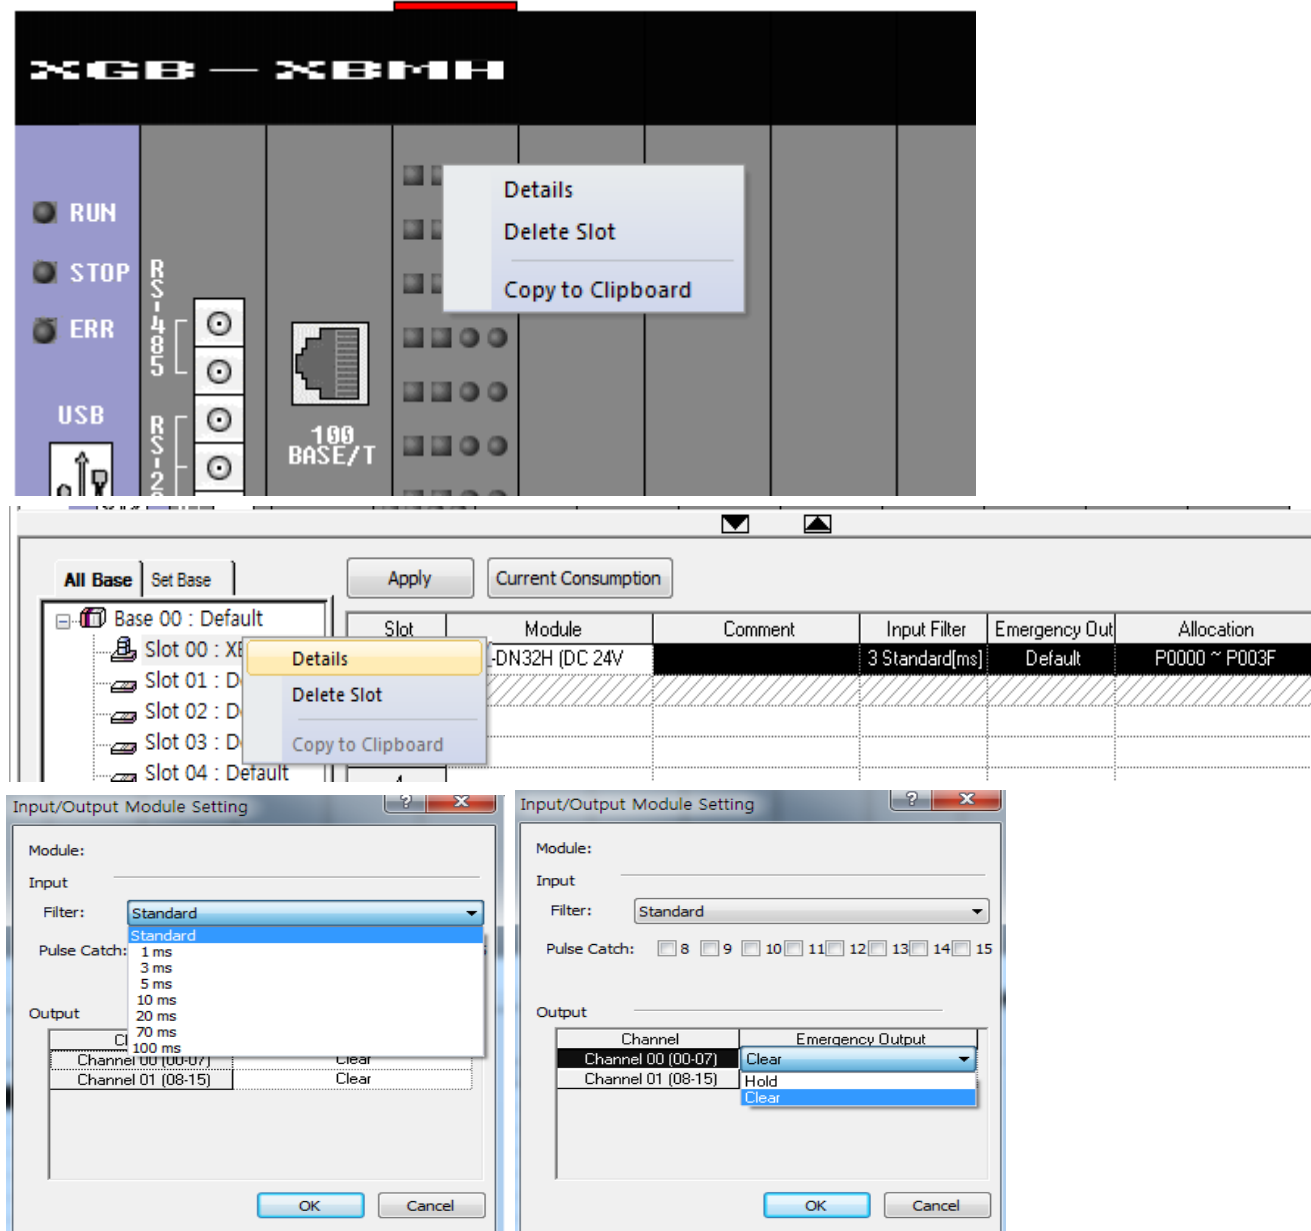 XGB — XBMH
RUN
STOP
ERR
USB
RS-485
100
BASE/T
Details
Delete Slot
Copy to Clipboard
All Base Set Base
Apply Current Consumption
Base 00 : Default
Slot 00 :
Slot 01 :
Slot 02 :
Slot 03 :
Slot 04 : Default
Details
Delete Slot
Copy to Clipboard
Slot Module Comment Input Filter Emergency Out Allocation
-DN32H (DC 24V 3 Standard[ms] Default P0000 ~ P003F
Input/Output Module Setting
Module:
Input
Filter: Standard
Standard
1 ms
3 ms
5 ms
10 ms
20 ms
70 ms
100 ms
Pulse Catch:
Output
Channel 00 (00-07) Clear
Channel 01 (08-15) Clear
OK Cancel
Input/Output Module Setting
Module:
Input
Filter: Standard
Pulse Catch: 8 9 10 11 12 13 14 15
Output
Channel Emergency Output
Channel 00 (00-07) Clear
Channel 01 (08-15)
Hold
Clear
OK Cancel